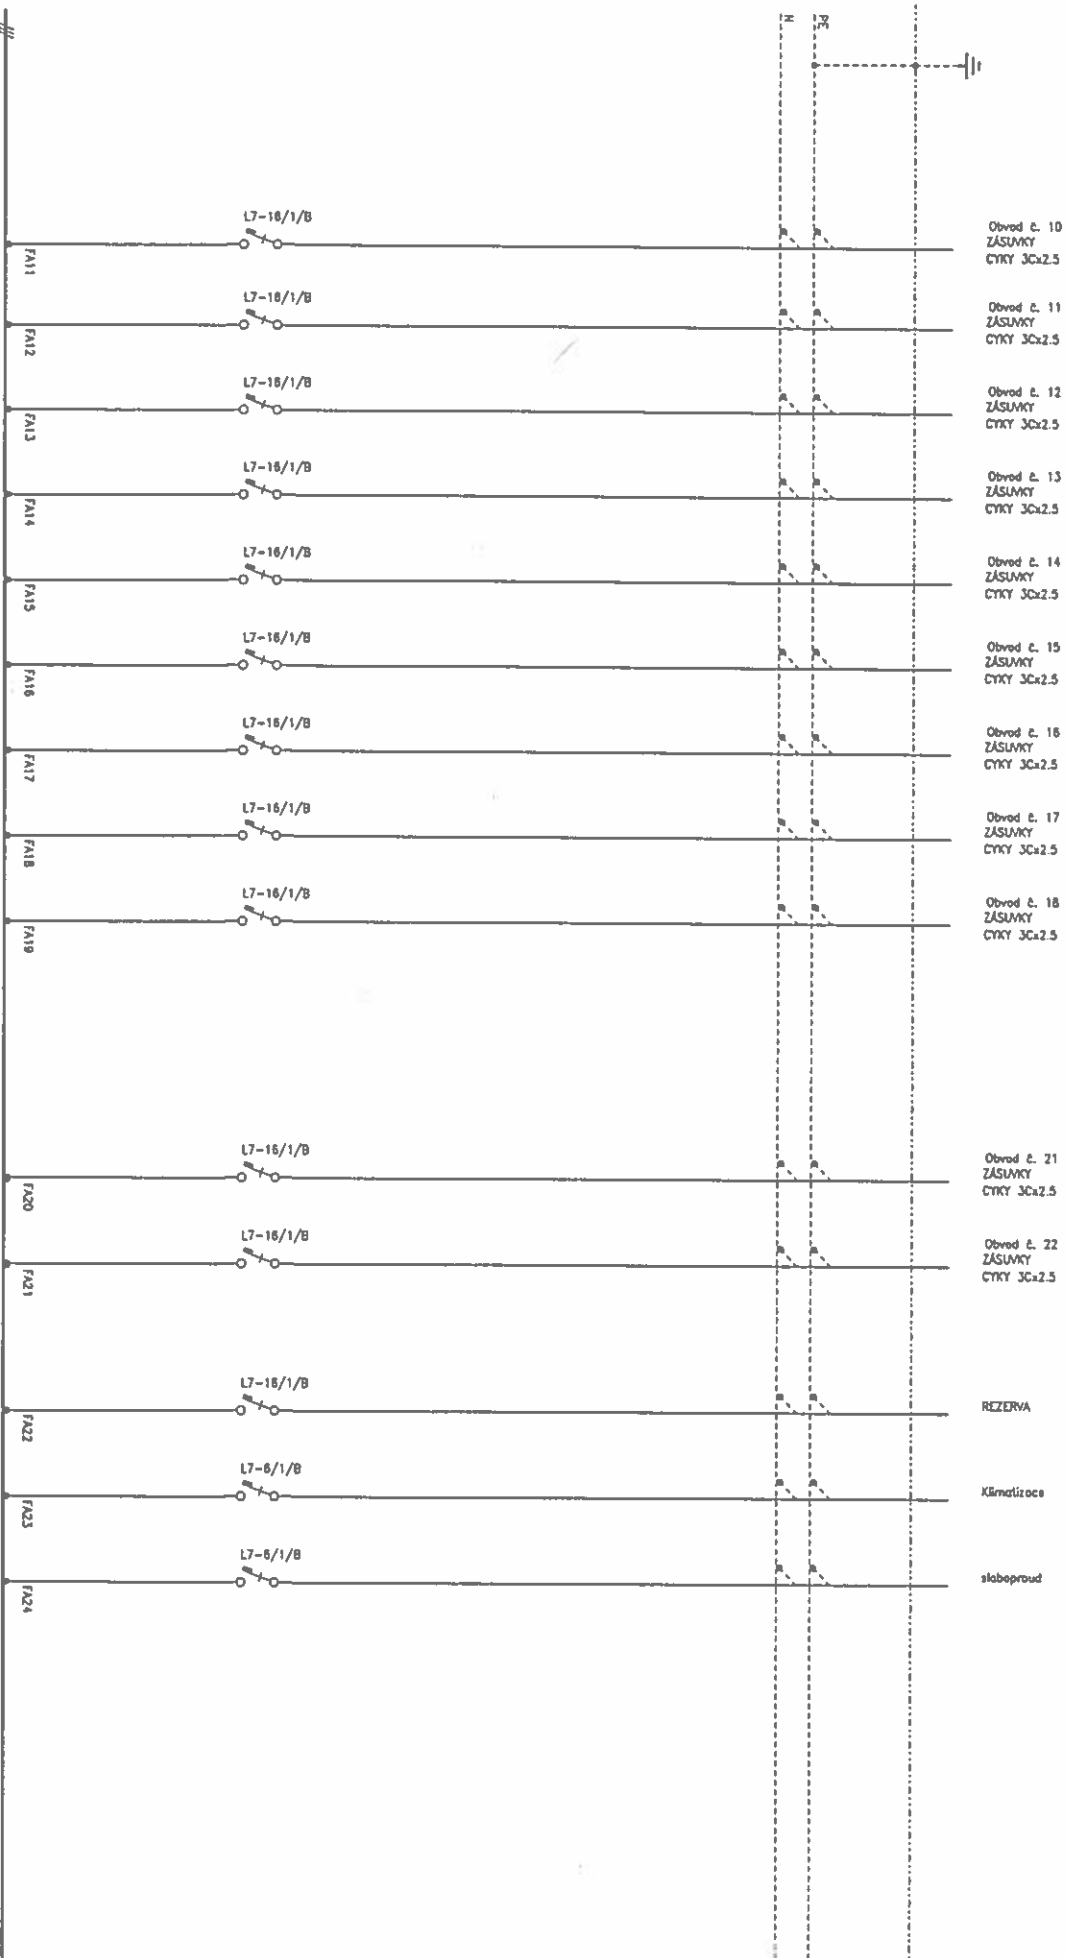 N
PE
L7-16/1/B
FA11
Obvod č. 10
ZÁSUVKY
CYKY 3Cx2.5
L7-16/1/B
FA12
Obvod č. 11
ZÁSUVKY
CYKY 3Cx2.5
L7-16/1/B
FA13
Obvod č. 12
ZÁSUVKY
CYKY 3Cx2.5
L7-16/1/B
FA14
Obvod č. 13
ZÁSUVKY
CYKY 3Cx2.5
L7-16/1/B
FA15
Obvod č. 14
ZÁSUVKY
CYKY 3Cx2.5
L7-16/1/B
FA16
Obvod č. 15
ZÁSUVKY
CYKY 3Cx2.5
L7-16/1/B
FA17
Obvod č. 16
ZÁSUVKY
CYKY 3Cx2.5
L7-16/1/B
FA18
Obvod č. 17
ZÁSUVKY
CYKY 3Cx2.5
L7-16/1/B
FA19
Obvod č. 18
ZÁSUVKY
CYKY 3Cx2.5
L7-16/1/B
FA20
Obvod č. 21
ZÁSUVKY
CYKY 3Cx2.5
L7-16/1/B
FA21
Obvod č. 22
ZÁSUVKY
CYKY 3Cx2.5
L7-16/1/B
FA22
REZERVA
L7-6/1/B
FA23
Klimatizace
L7-6/1/B
FA24
slaboproud